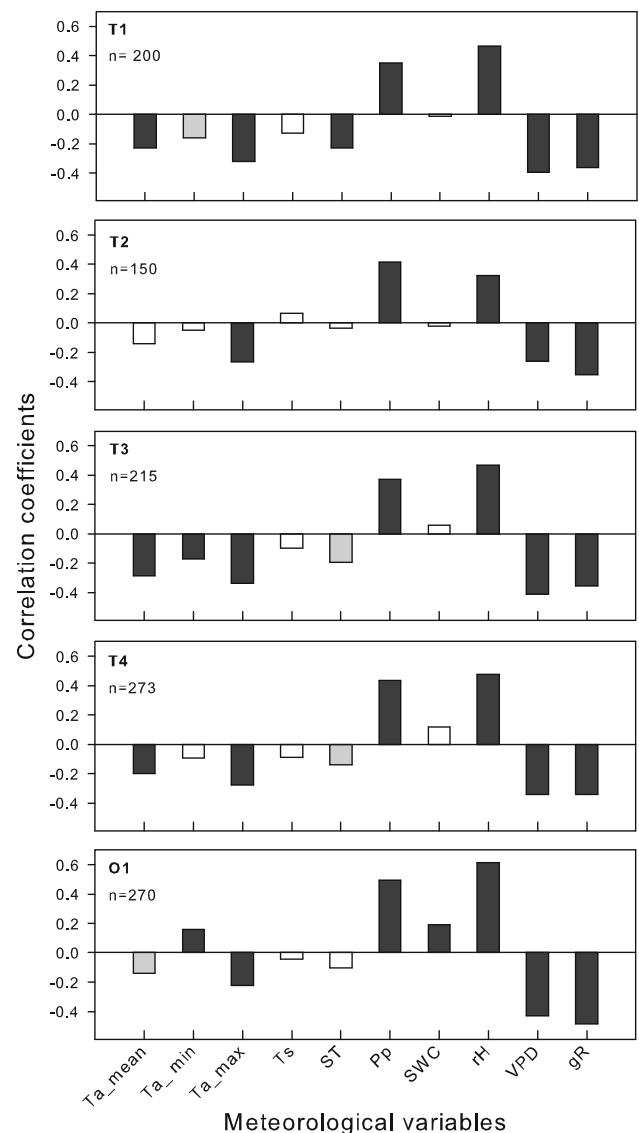 Correlation coefficients
T1
n= 200
0.6
0.4
0.2
0.0
-0.2
-0.4
T2
n=150
0.6
0.4
0.2
0.0
-0.2
-0.4
T3
n=215
0.6
0.4
0.2
0.0
-0.2
-0.4
T4
n=273
0.6
0.4
0.2
0.0
-0.2
-0.4
O1
n=270
0.6
0.4
0.2
0.0
-0.2
-0.4
Ta_mean Ta_min Ta_max Ts ST Pp SWC rH VPD gR
Meteorological variables